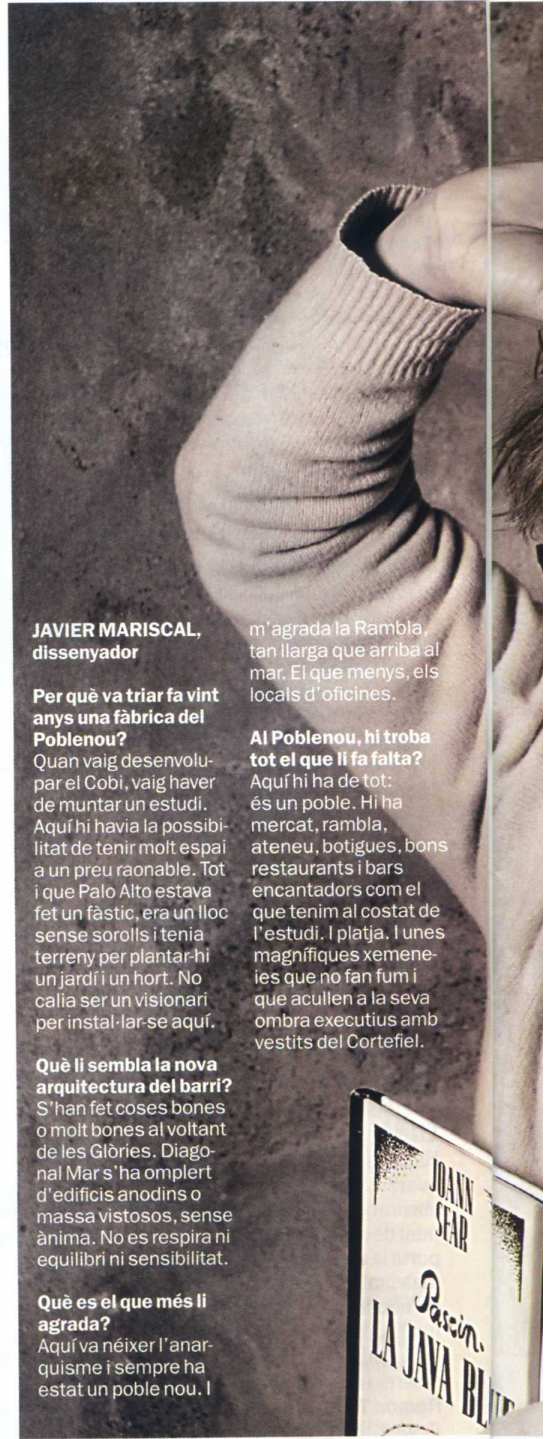 JAVIER MARISCAL,
dissenyador
Per què va triar fa vint
anys una fàbrica del
Poblenou?
Quan vaig desenvolu-
par el Cobi, vaig haver
de muntar un estudi.
Aquí hi havia la possibi-
litat de tenir molt espai
a un preu raonable. Tot
i que Palo Alto estava
fet un fàstic, era un lloc
sense sorolls i tenia
terreny per plantar-hi
un jardí i un hort. No
calia ser un visionari
per instal·lar-se aquí.
Què li sembla la nova
arquitectura del barri?
S'han fet coses bones
o molt bones al voltant
de les Glòries. Diago-
nal Mar s'ha omplert
d'edificis anodins o
massa vistosos, sense
ànima. No es respira ni
equilibri ni sensibilitat.
Què es el que més li
agrada?
Aquí va néixer l'anar-
quisme i sempre ha
estat un poble nou. I
m'agrada la Rambla,
tan llarga que arriba al
mar. El que menys, els
locals d'oficines.
Al Poblenou, hi troba
tot el que li fa falta?
Aquí hi ha de tot:
és un poble. Hi ha
mercat, rambla,
ateneu, botigues, bons
restaurants i bars
encantadors com el
que tenim al costat de
l'estudi. I platja. I unes
magnífiques xemene-
ies que no fan fum i
que acullen a la seva
ombra executius amb
vestits del Cortefiel.
JOANN
SFAR
Pascin
LA JAVA BL